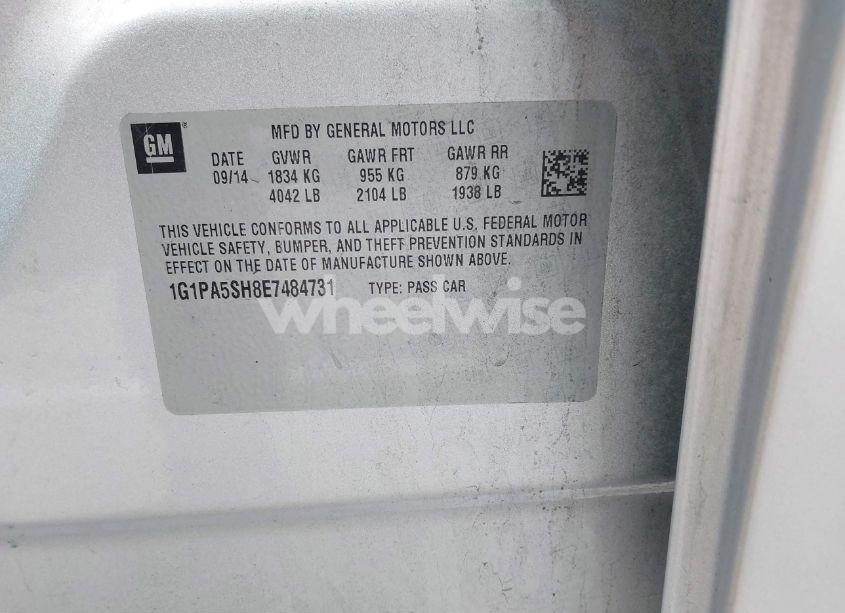 GM ®
MFD BY GENERAL MOTORS LLC
DATE GVWR GAWR FRT GAWR RR
09/14 1834 KG 955 KG 879 KG
4042 LB 2104 LB 1938 LB
THIS VEHICLE CONFORMS TO ALL APPLICABLE U.S. FEDERAL MOTOR
VEHICLE SAFETY, BUMPER, AND THEFT PREVENTION STANDARDS IN
EFFECT ON THE DATE OF MANUFACTURE SHOWN ABOVE.
1G1PA5SH8E7484731 TYPE: PASS CAR
wheelwise